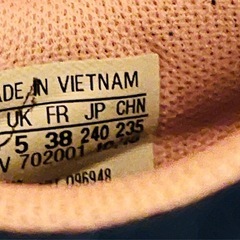 ADE IN VIETNAM
UK FR JP CHN
5 38 240 235
V 702001
096948